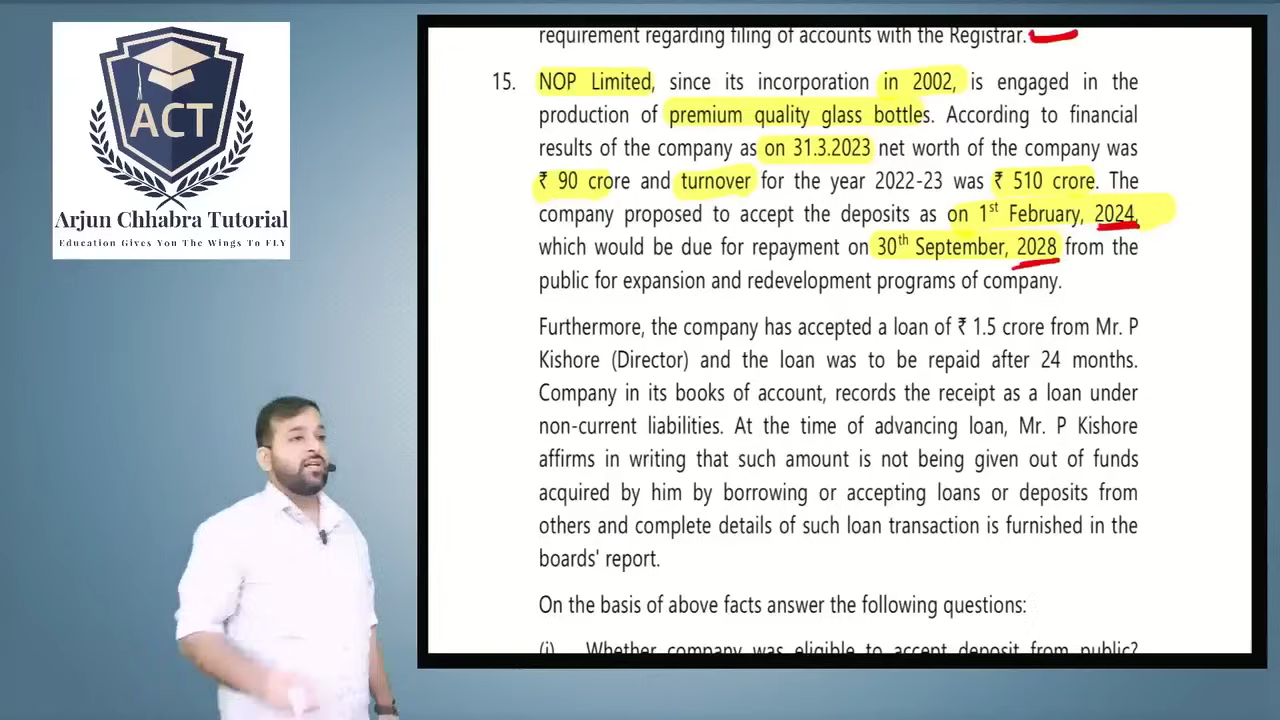 ACT
Arjun Chhabra Tutorial
Education Gives You The Wings To FLY
requirement regarding filing of accounts with the Registrar.
15. NOP Limited, since its incorporation in 2002, is engaged in the
production of premium quality glass bottles. According to financial
results of the company as on 31.3.2023 net worth of the company was
₹ 90 crore and turnover for the year 2022-23 was ₹ 510 crore. The
company proposed to accept the deposits as on 1st February, 2024,
which would be due for repayment on 30th September, 2028 from the
public for expansion and redevelopment programs of company.
Furthermore, the company has accepted a loan of ₹ 1.5 crore from Mr. P
Kishore (Director) and the loan was to be repaid after 24 months.
Company in its books of account, records the receipt as a loan under
non-current liabilities. At the time of advancing loan, Mr. P Kishore
affirms in writing that such amount is not being given out of funds
acquired by him by borrowing or accepting loans or deposits from
others and complete details of such loan transaction is furnished in the
boards' report.
On the basis of above facts answer the following questions:
(i) Whether company was eligible to accept deposit from public?